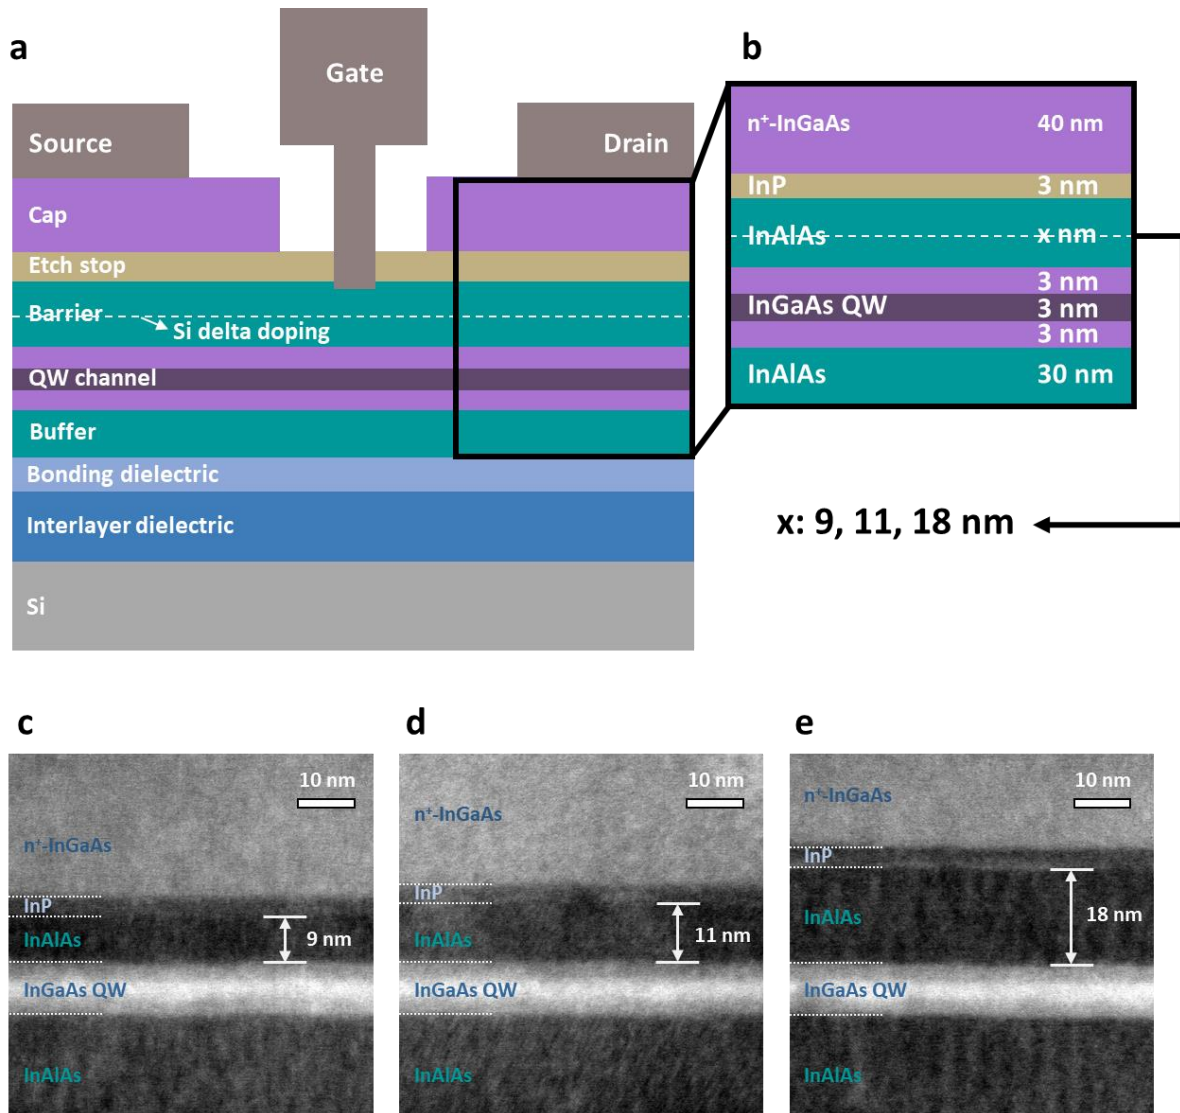 a
Gate
Source
Drain
Cap
Etch stop
Barrier
Si delta doping
QW channel
Buffer
Bonding dielectric
Interlayer dielectric
Si
b
n⁺-InGaAs 40 nm
InP 3 nm
InAlAs x nm
3 nm
InGaAs QW 3 nm
3 nm
InAlAs 30 nm
x: 9, 11, 18 nm
c
10 nm
n⁺-InGaAs
InP
InAlAs
9 nm
InGaAs QW
InAlAs
d
10 nm
n⁺-InGaAs
InP
InAlAs
11 nm
InGaAs QW
InAlAs
e
10 nm
n⁺-InGaAs
InP
InAlAs
18 nm
InGaAs QW
InAlAs